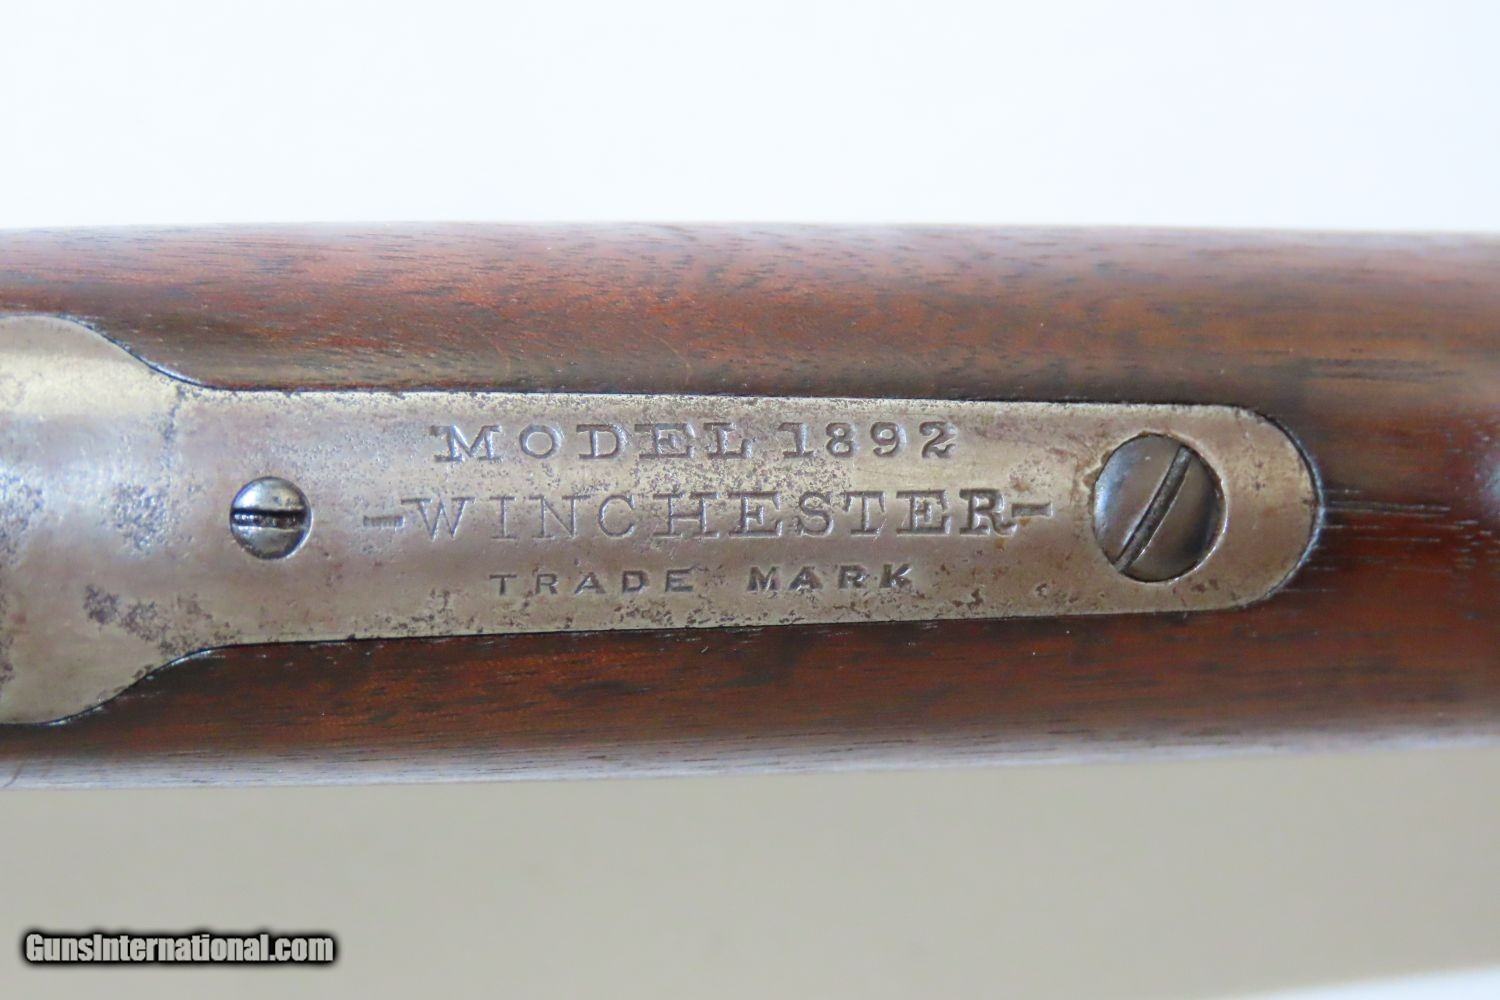 MODEL 1892
-WINCHESTER-
TRADE MARK
GunsInternational.com